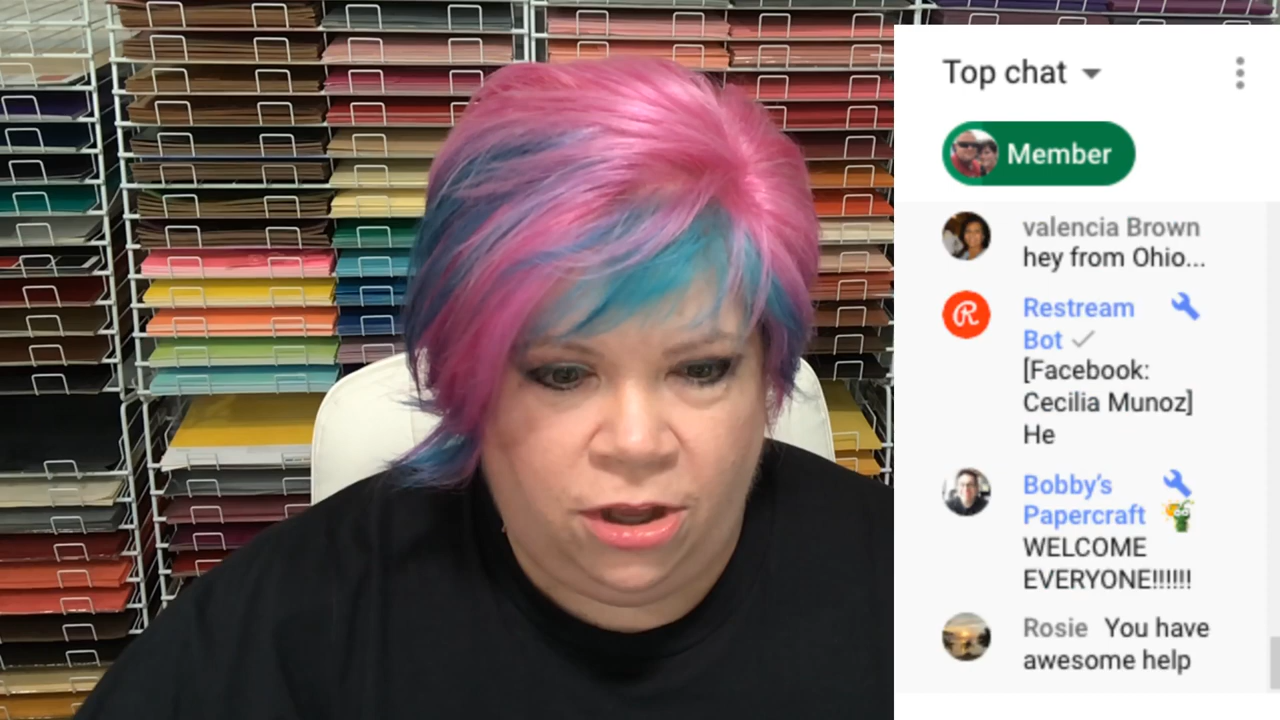 Top chat
Member
valencia Brown
hey from Ohio...
Restream
Bot
[Facebook:
Cecilia Munoz]
He
Bobby's
Papercraft
WELCOME
EVERYONE!!!!!!
Rosie You have
awesome help